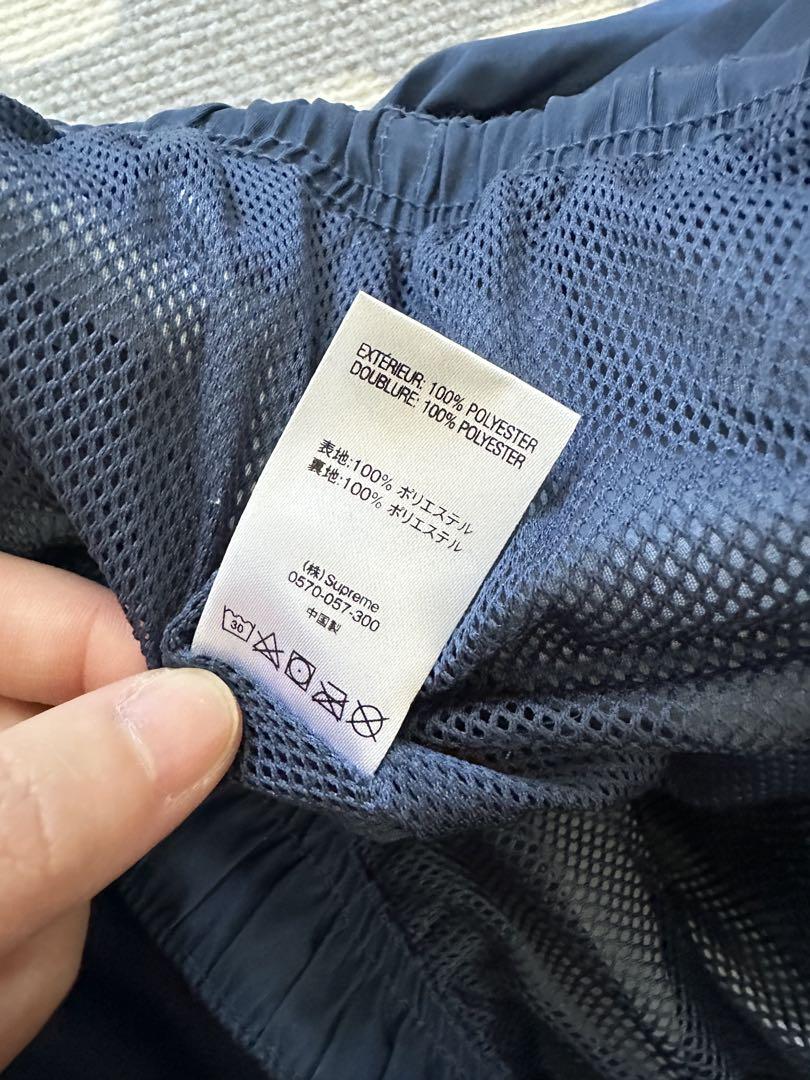 EXTÉRIEUR: 100% POLYESTER
DOUBLURE: 100% POLYESTER
表地:100% ポリエステル
裏地:100% ポリエステル
(株) Supreme
0570-057-300
中国製
30